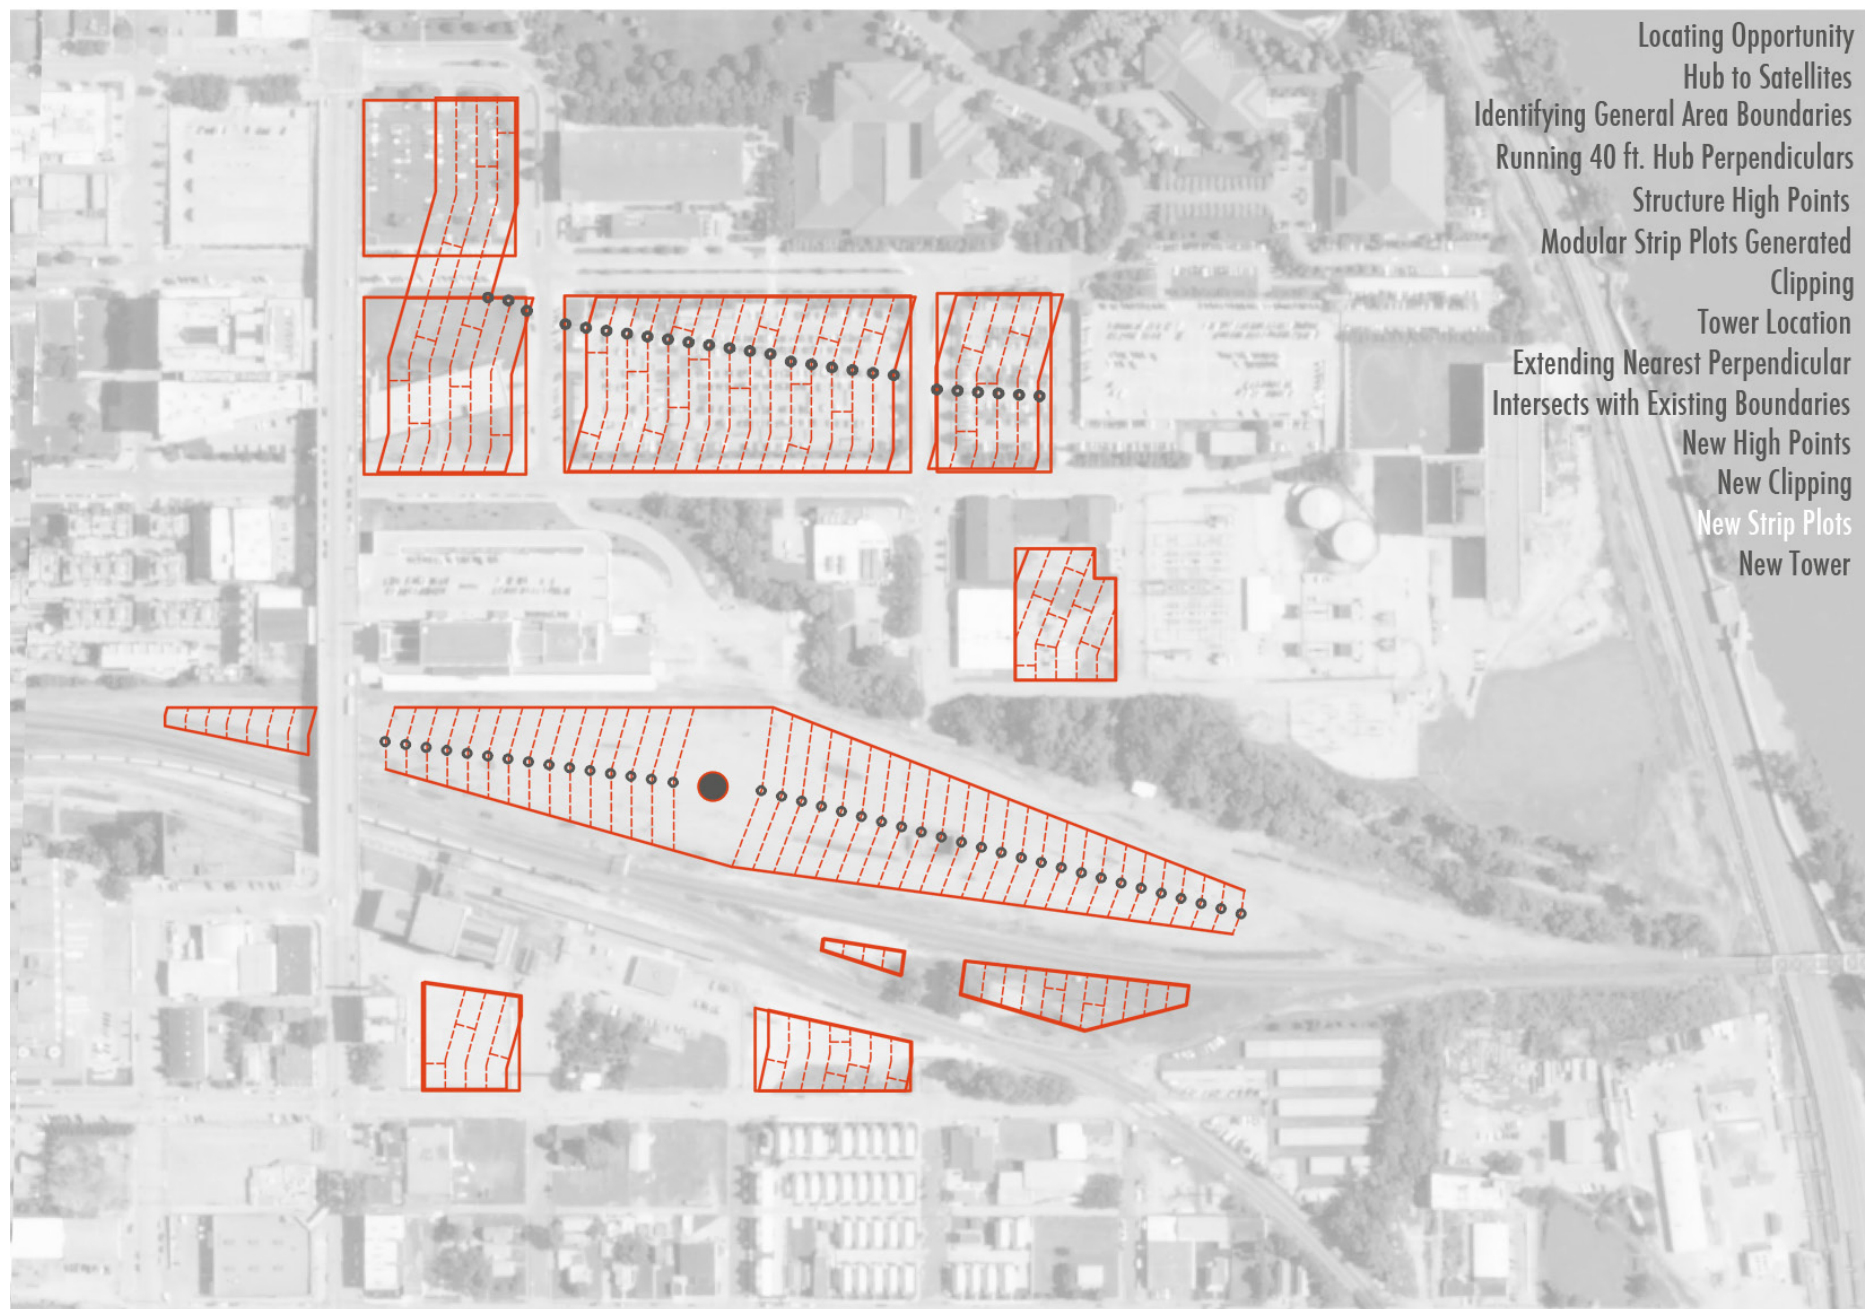 Locating Opportunity
Hub to Satellites
Identifying General Area Boundaries
Running 40 ft. Hub Perpendiculars
Structure High Points
Modular Strip Plots Generated
Clipping
Tower Location
Extending Nearest Perpendicular
Intersects with Existing Boundaries
New High Points
New Clipping
New Strip Plots
New Tower